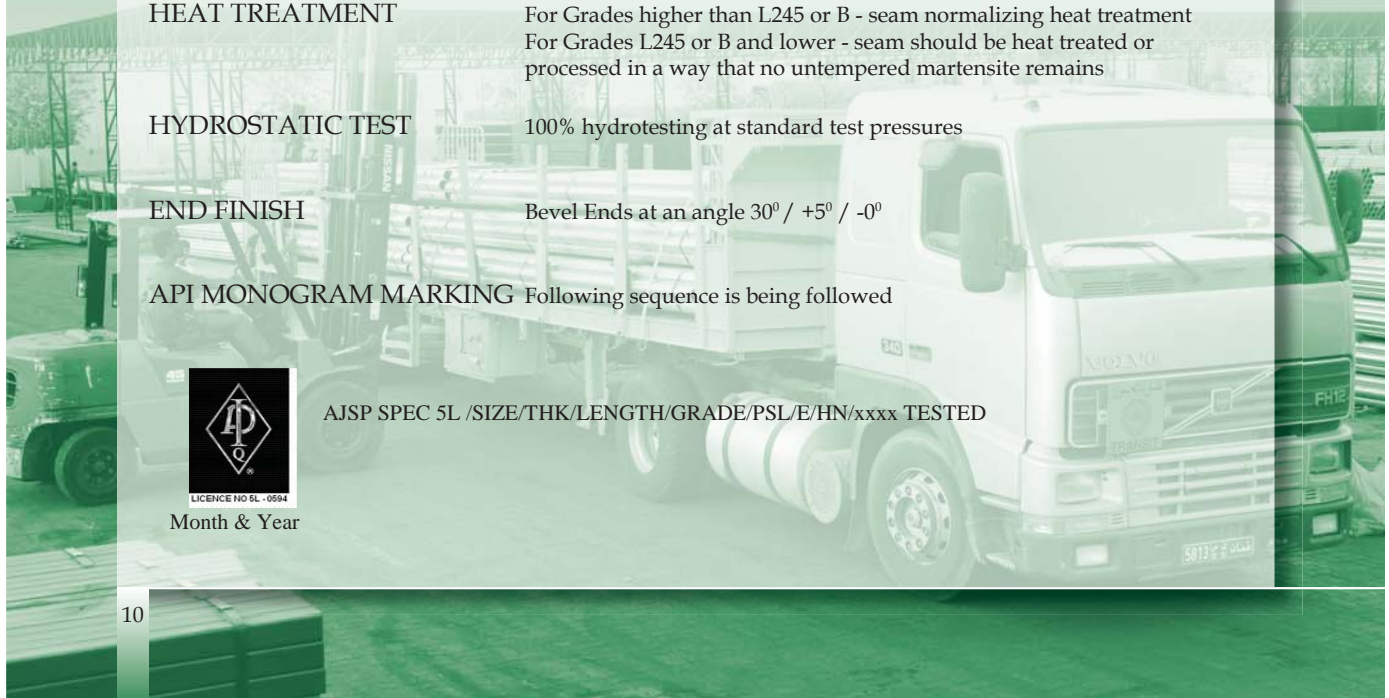 HEAT TREATMENT For Grades higher than L245 or B - seam normalizing heat treatment
For Grades L245 or B and lower - seam should be heat treated or
processed in a way that no untempered martensite remains
HYDROSTATIC TEST 100% hydrotesting at standard test pressures
END FINISH Bevel Ends at an angle 30⁰ / +5⁰ / -0⁰
API MONOGRAM MARKING Following sequence is being followed
AJSP SPEC 5L /SIZE/THK/LENGTH/GRADE/PSL/E/HN/xxxx TESTED
LICENCE NO 5L - 0594
Month & Year
NISSAN
340
VOLVO
FH12
TRANSIT
45
10